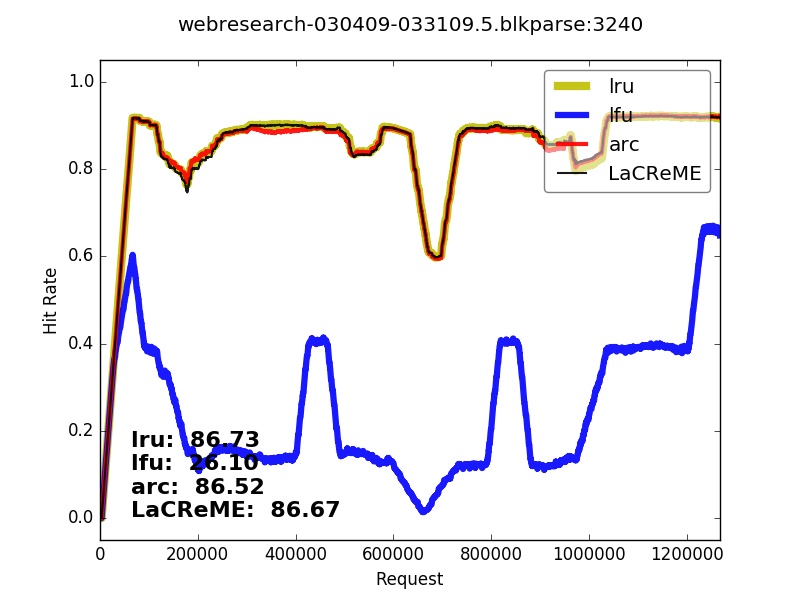 webresearch-030409-033109.5.blkparse:3240
1.0
0.8
0.6
0.4
0.2
0.0
Hit Rate
lru
lfu
arc
LaCReME
lru:  86.73
lfu:  26.10
arc:  86.52
LaCReME:  86.67
0 200000 400000 600000 800000 1000000 1200000
Request